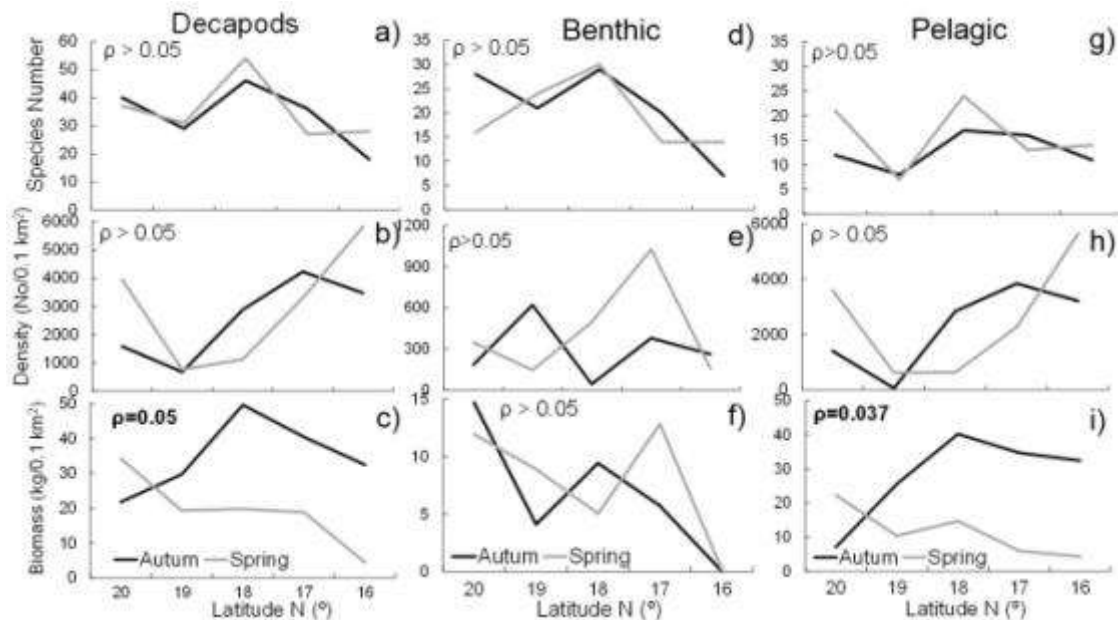 Decapods
a)
ρ > 0.05
Species Number
60
50
40
30
20
10
0
Benthic
d)
ρ > 0.05
35
30
25
20
15
10
5
0
Pelagic
g)
ρ>0.05
35
30
25
20
15
10
5
0
b)
ρ > 0.05
Density (No/0.1 km²)
6000
5000
4000
3000
2000
1000
0
e)
ρ>0.05
1200
900
600
300
0
h)
ρ > 0.05
6000
4000
2000
0
c)
ρ=0.05
Biomass (kg/0.1 km²)
50
40
30
20
10
0
Autum Spring
20 19 18 17 16
Latitude N (º)
f)
ρ > 0.05
15
10
5
0
Autum Spring
20 19 18 17 16
Latitude N (º)
i)
ρ=0.037
50
40
30
20
10
0
Autum Spring
20 19 18 17 16
Latitude N (º)